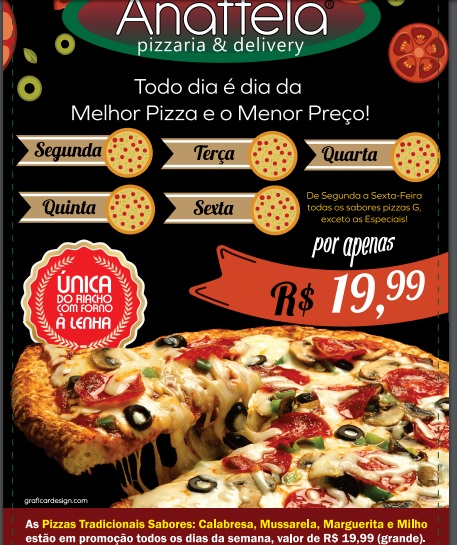 Anattela®
pizzaria & delivery
Todo dia é dia da
Melhor Pizza e o Menor Preço!
Segunda
Terça
Quarta
Quinta
Sexta
De Segunda a Sexta-Feira
todas os sabores pizzas G,
exceto as Especiais!
por apenas
R$ 19,99
ÚNICA
DO RIACHO
COM FORNO
À LENHA
graficardesign.com
As Pizzas Tradicionais Sabores: Calabresa, Mussarela, Marguerita e Milho
estão em promoção todos os dias da semana, valor de R$ 19,99 (grande).